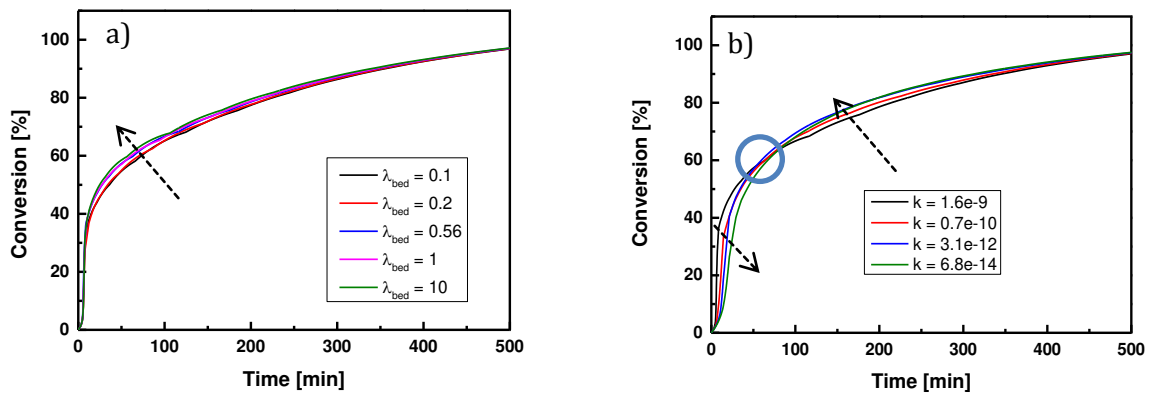 a)
Conversion [%]
100
80
60
40
20
0
λbed = 0.1
λbed = 0.2
λbed = 0.56
λbed = 1
λbed = 10
0 100 200 300 400 500
Time [min]
b)
Conversion [%]
100
80
60
40
20
0
k = 1.6e-9
k = 0.7e-10
k = 3.1e-12
k = 6.8e-14
0 100 200 300 400 500
Time [min]